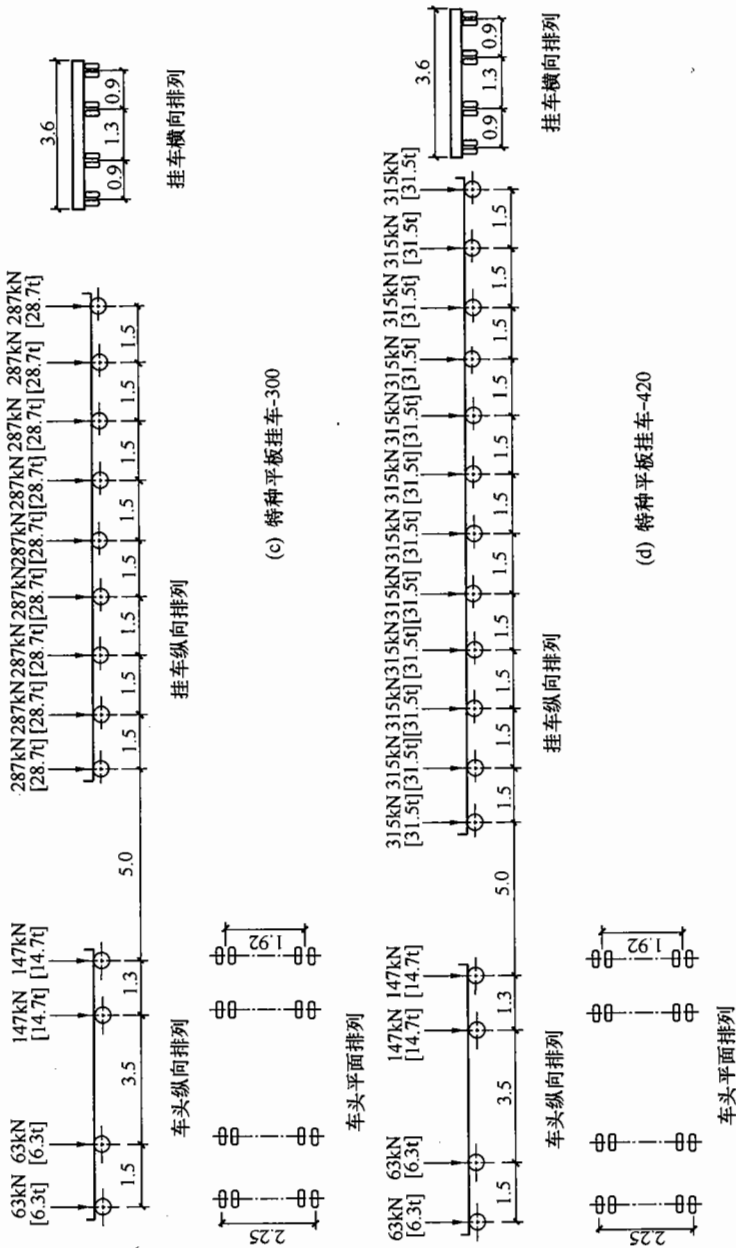 63kN 63kN 147kN 147kN 287kN 287kN 287kN 287kN 287kN 287kN 287kN 287kN 287kN
[6.3t] [14.7t] [28.7t] [28.7t] [28.7t] [28.7t] [28.7t] [28.7t] [28.7t] [28.7t] [28.7t]
3.6
1.5 3.5 1.3 5.0 1.5 1.5 1.5 1.5 1.5 1.5 1.5 1.5
0.9 1.3 0.9
车头纵向排列 挂车纵向排列 挂车横向排列
2.25 1.92
车头平面排列
(c) 特种平板挂车-300
63kN 63kN 147kN 147kN 315kN 315kN 315kN 315kN 315kN 315kN 315kN 315kN 315kN 315kN 315kN 315kN
[6.3t] [14.7t] [31.5t] [31.5t] [31.5t] [31.5t] [31.5t] [31.5t] [31.5t] [31.5t] [31.5t] [31.5t] [31.5t] [31.5t]
3.6
1.5 3.5 1.3 5.0 1.5 1.5 1.5 1.5 1.5 1.5 1.5 1.5 1.5 1.5 1.5
0.9 1.3 0.9
车头纵向排列 挂车纵向排列 挂车横向排列
2.25 1.92
车头平面排列
(d) 特种平板挂车-420